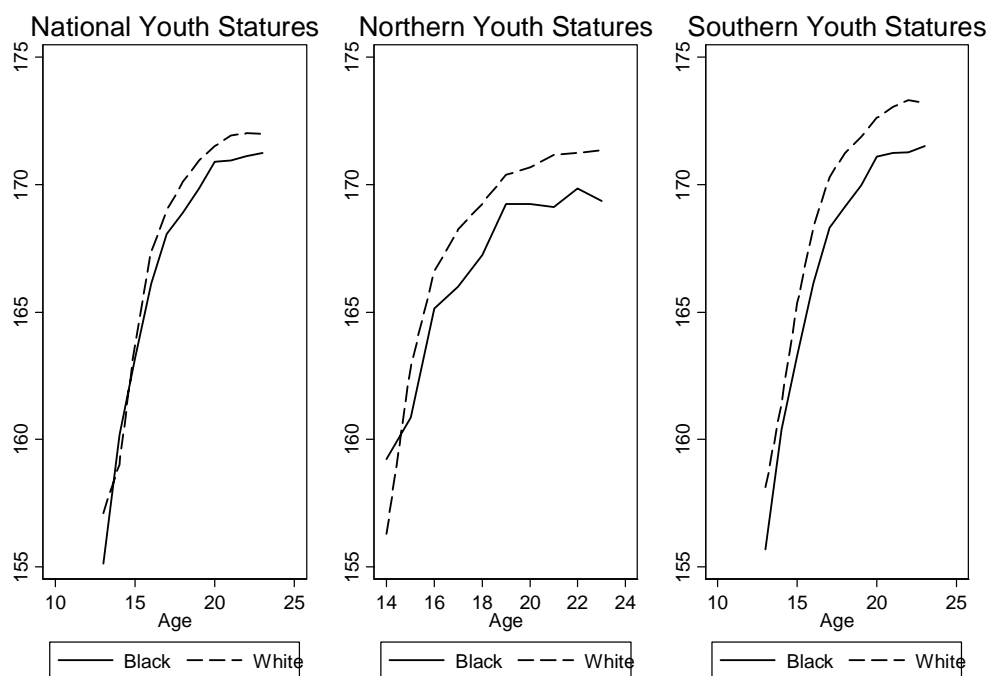 National Youth Statures
175
170
165
160
155
10 15 20 25
Age
Black White
Northern Youth Statures
175
170
165
160
155
14 16 18 20 22 24
Age
Black White
Southern Youth Statures
175
170
165
160
155
10 15 20 25
Age
Black White